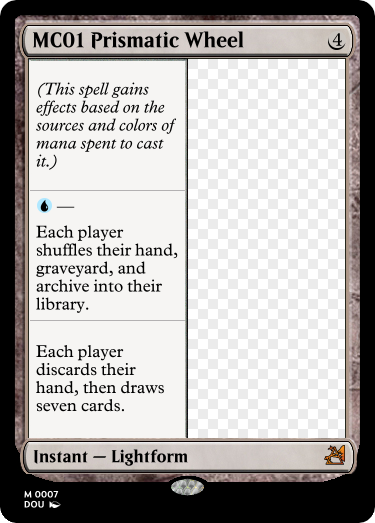 MC01 Prismatic Wheel 4
(This spell gains
effects based on the
sources and colors of
mana spent to cast
it.)
—
Each player
shuffles their hand,
graveyard, and
archive into their
library.
Each player
discards their
hand, then draws
seven cards.
Instant — Lightform
M 0007
DOU